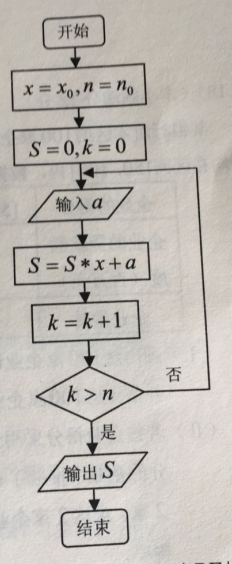 开始
x = x₀, n = n₀
S = 0, k = 0
输入 a
S = S * x + a
k = k + 1
k > n
否
是
输出 S
结束